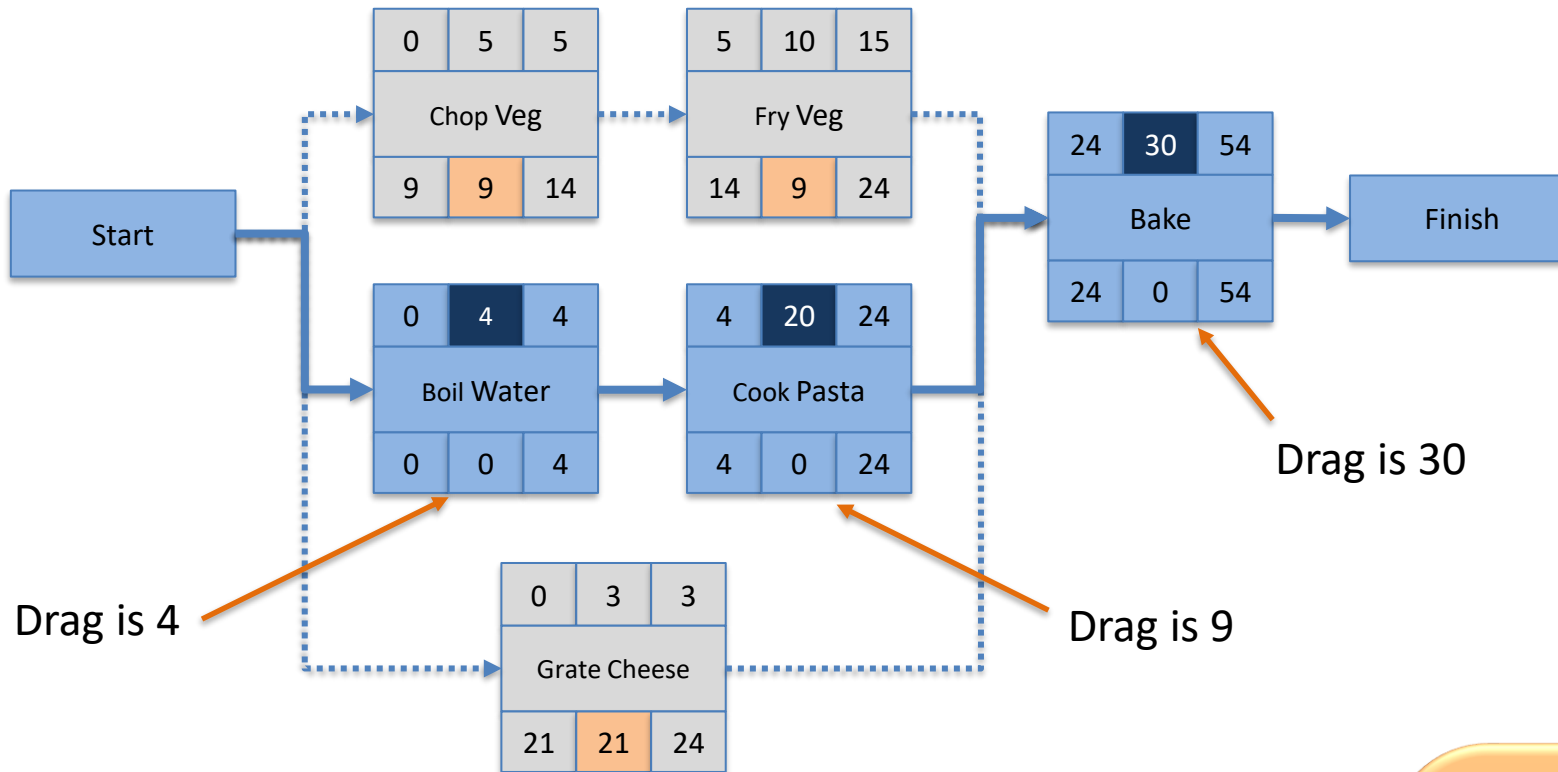 0 5 5
Chop Veg
9 9 14
5 10 15
Fry Veg
14 9 24
Start
0 4 4
Boil Water
0 0 4
4 20 24
Cook Pasta
4 0 24
24 30 54
Bake
24 0 54
Finish
Drag is 30
Drag is 4
Drag is 9
0 3 3
Grate Cheese
21 21 24